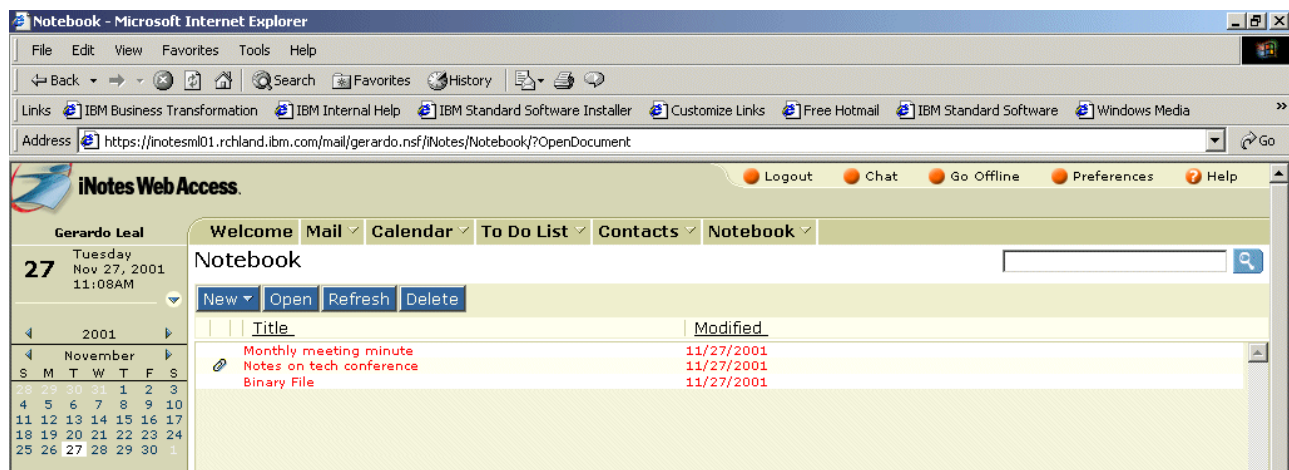 Notebook - Microsoft Internet Explorer
File Edit View Favorites Tools Help
Back Search Favorites History
Links IBM Business Transformation IBM Internal Help IBM Standard Software Installer Customize Links Free Hotmail IBM Standard Software Windows Media »
Address https://inotesml01.rchland.ibm.com/mail/gerardo.nsf/iNotes/Notebook/?OpenDocument Go
iNotes Web Access. Logout Chat Go Offline Preferences Help
Gerardo Leal Welcome Mail Calendar To Do List Contacts Notebook
27 Tuesday
Nov 27, 2001
11:08AM
Notebook
New Open Refresh Delete
Title Modified
Monthly meeting minute 11/27/2001
Notes on tech conference 11/27/2001
Binary File 11/27/2001
2001
November
S M T W T F S
28 29 30 31 1 2 3
4 5 6 7 8 9 10
11 12 13 14 15 16 17
18 19 20 21 22 23 24
25 26 27 28 29 30 1